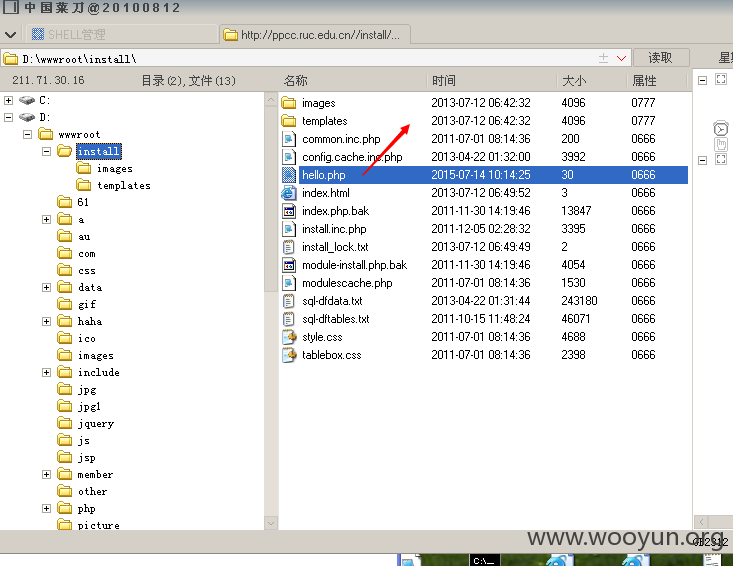 中国菜刀@20100812
SHELL管理
http://ppcc.ruc.edu.cn//install/...
D:\wwwroot\install\
读取
211.71.30.16 目录(2),文件(13) 名称 时间 大小 属性
C:
D:
wwwroot
install
images
templates
61
a
au
com
css
data
gif
haha
ico
images
include
jpg
jpg1
jquery
js
jsp
member
other
php
picture
images 2013-07-12 06:42:32 4096 0777
templates 2013-07-12 06:42:32 4096 0777
common.inc.php 2011-07-01 08:14:36 200 0666
config.cache.inc.php 2013-04-22 01:32:00 3992 0666
hello.php 2015-07-14 10:14:25 30 0666
index.html 2013-07-12 06:49:52 3 0666
index.php.bak 2011-11-30 14:19:46 13847 0666
install.inc.php 2011-12-05 02:28:32 3395 0666
install_lock.txt 2013-07-12 06:49:49 2 0666
module-install.php.bak 2011-11-30 14:19:46 4054 0666
modulescache.php 2011-07-01 08:14:36 1530 0666
sql-dfdata.txt 2013-04-22 01:31:44 243180 0666
sql-dftables.txt 2011-10-15 11:48:24 46071 0666
style.css 2011-07-01 08:14:36 4688 0666
tablebox.css 2011-07-01 08:14:36 2398 0666
www.wooyun.org
GB2312